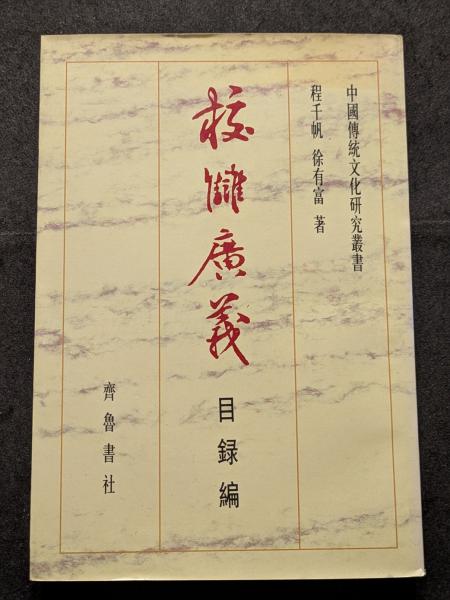 中國傳統文化研究叢書
程千帆 徐有富 著
校讎廣義
目録編
齊魯書社